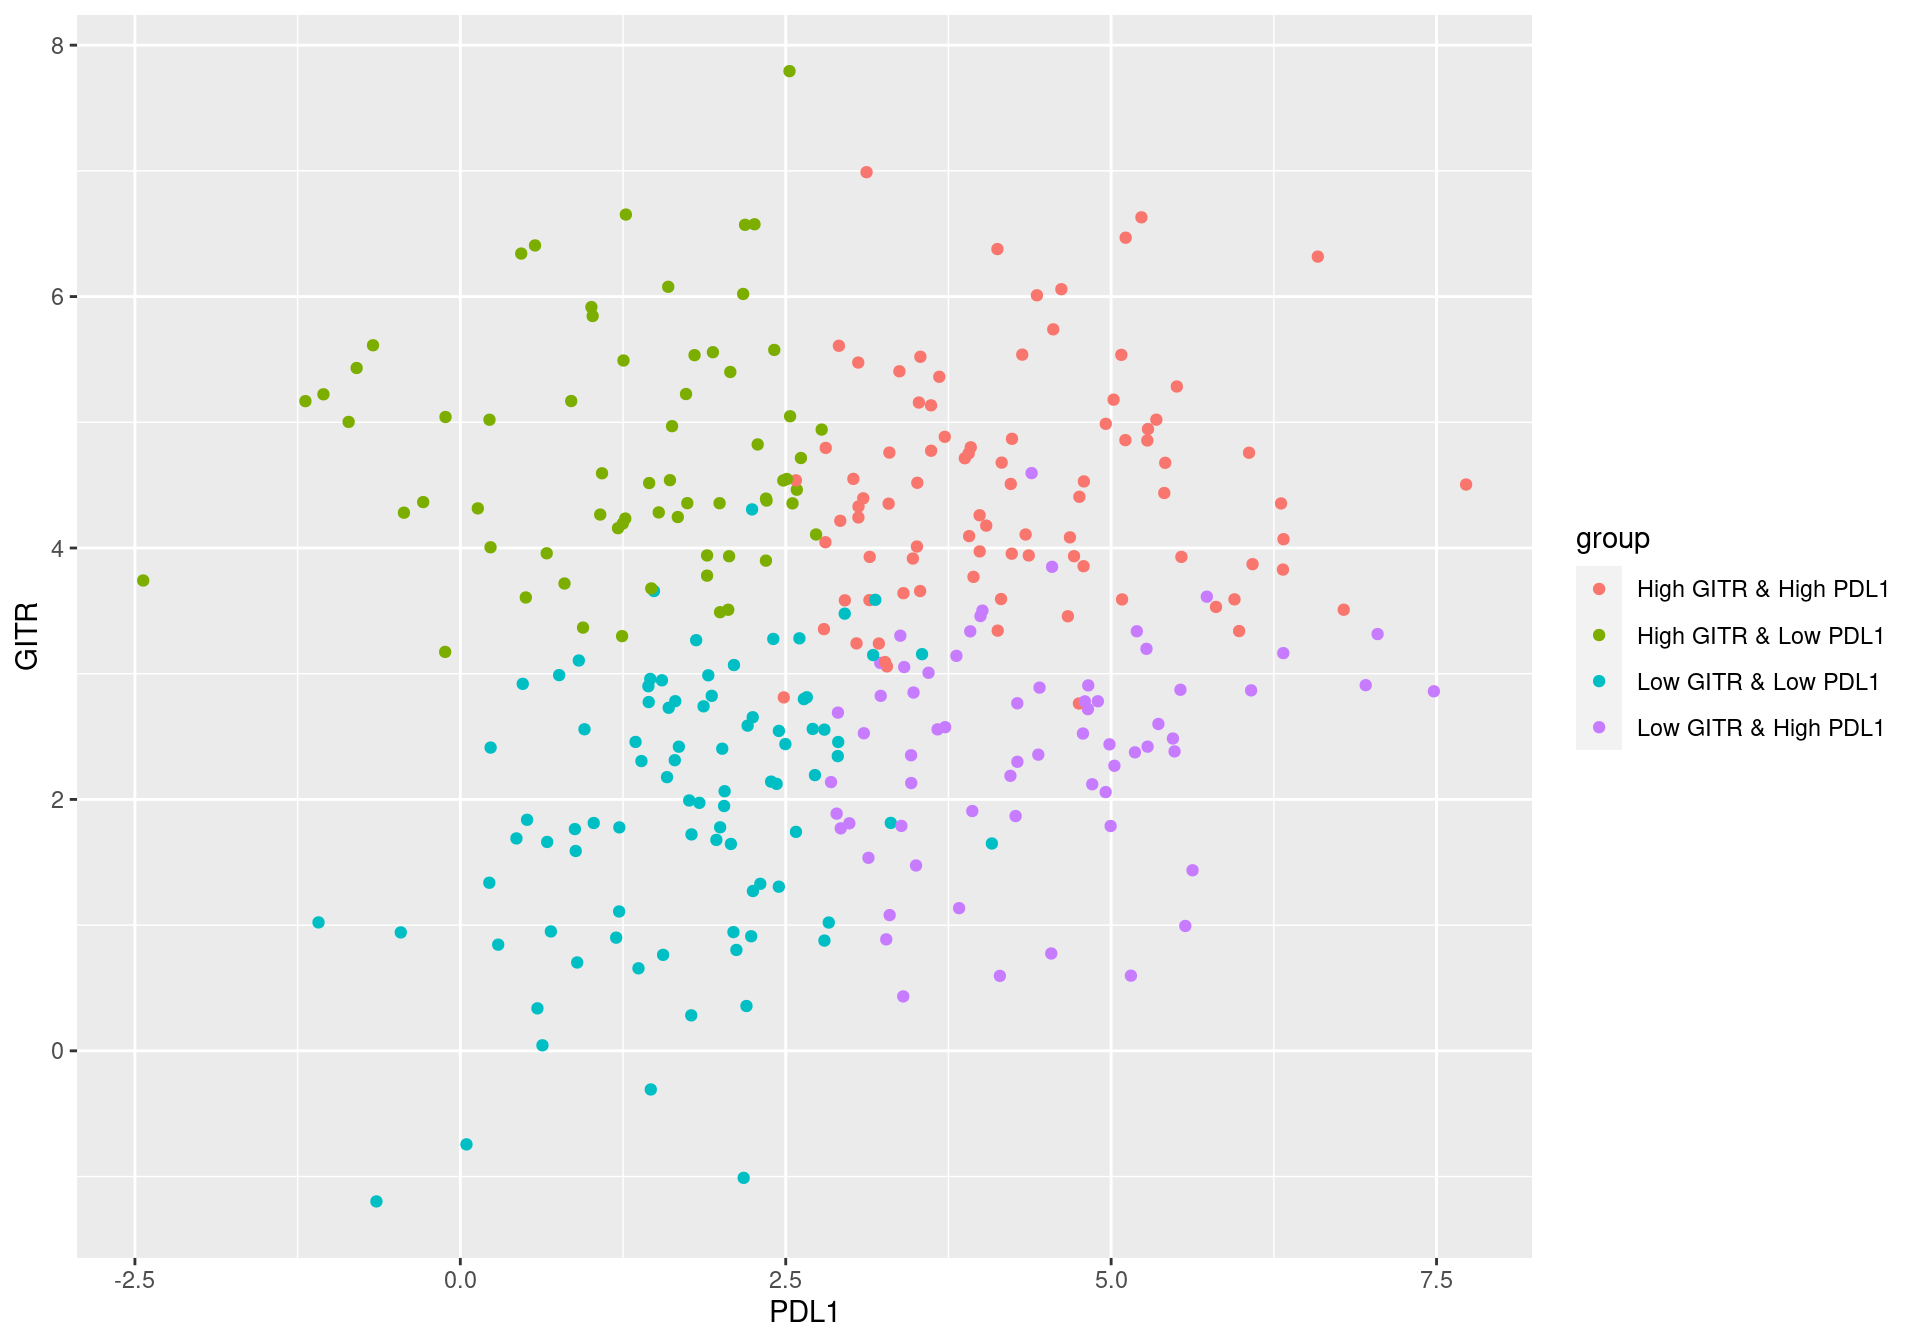 8
6
4
2
0
GITR
-2.5 0.0 2.5 5.0 7.5
PDL1
group
High GITR & High PDL1
High GITR & Low PDL1
Low GITR & Low PDL1
Low GITR & High PDL1